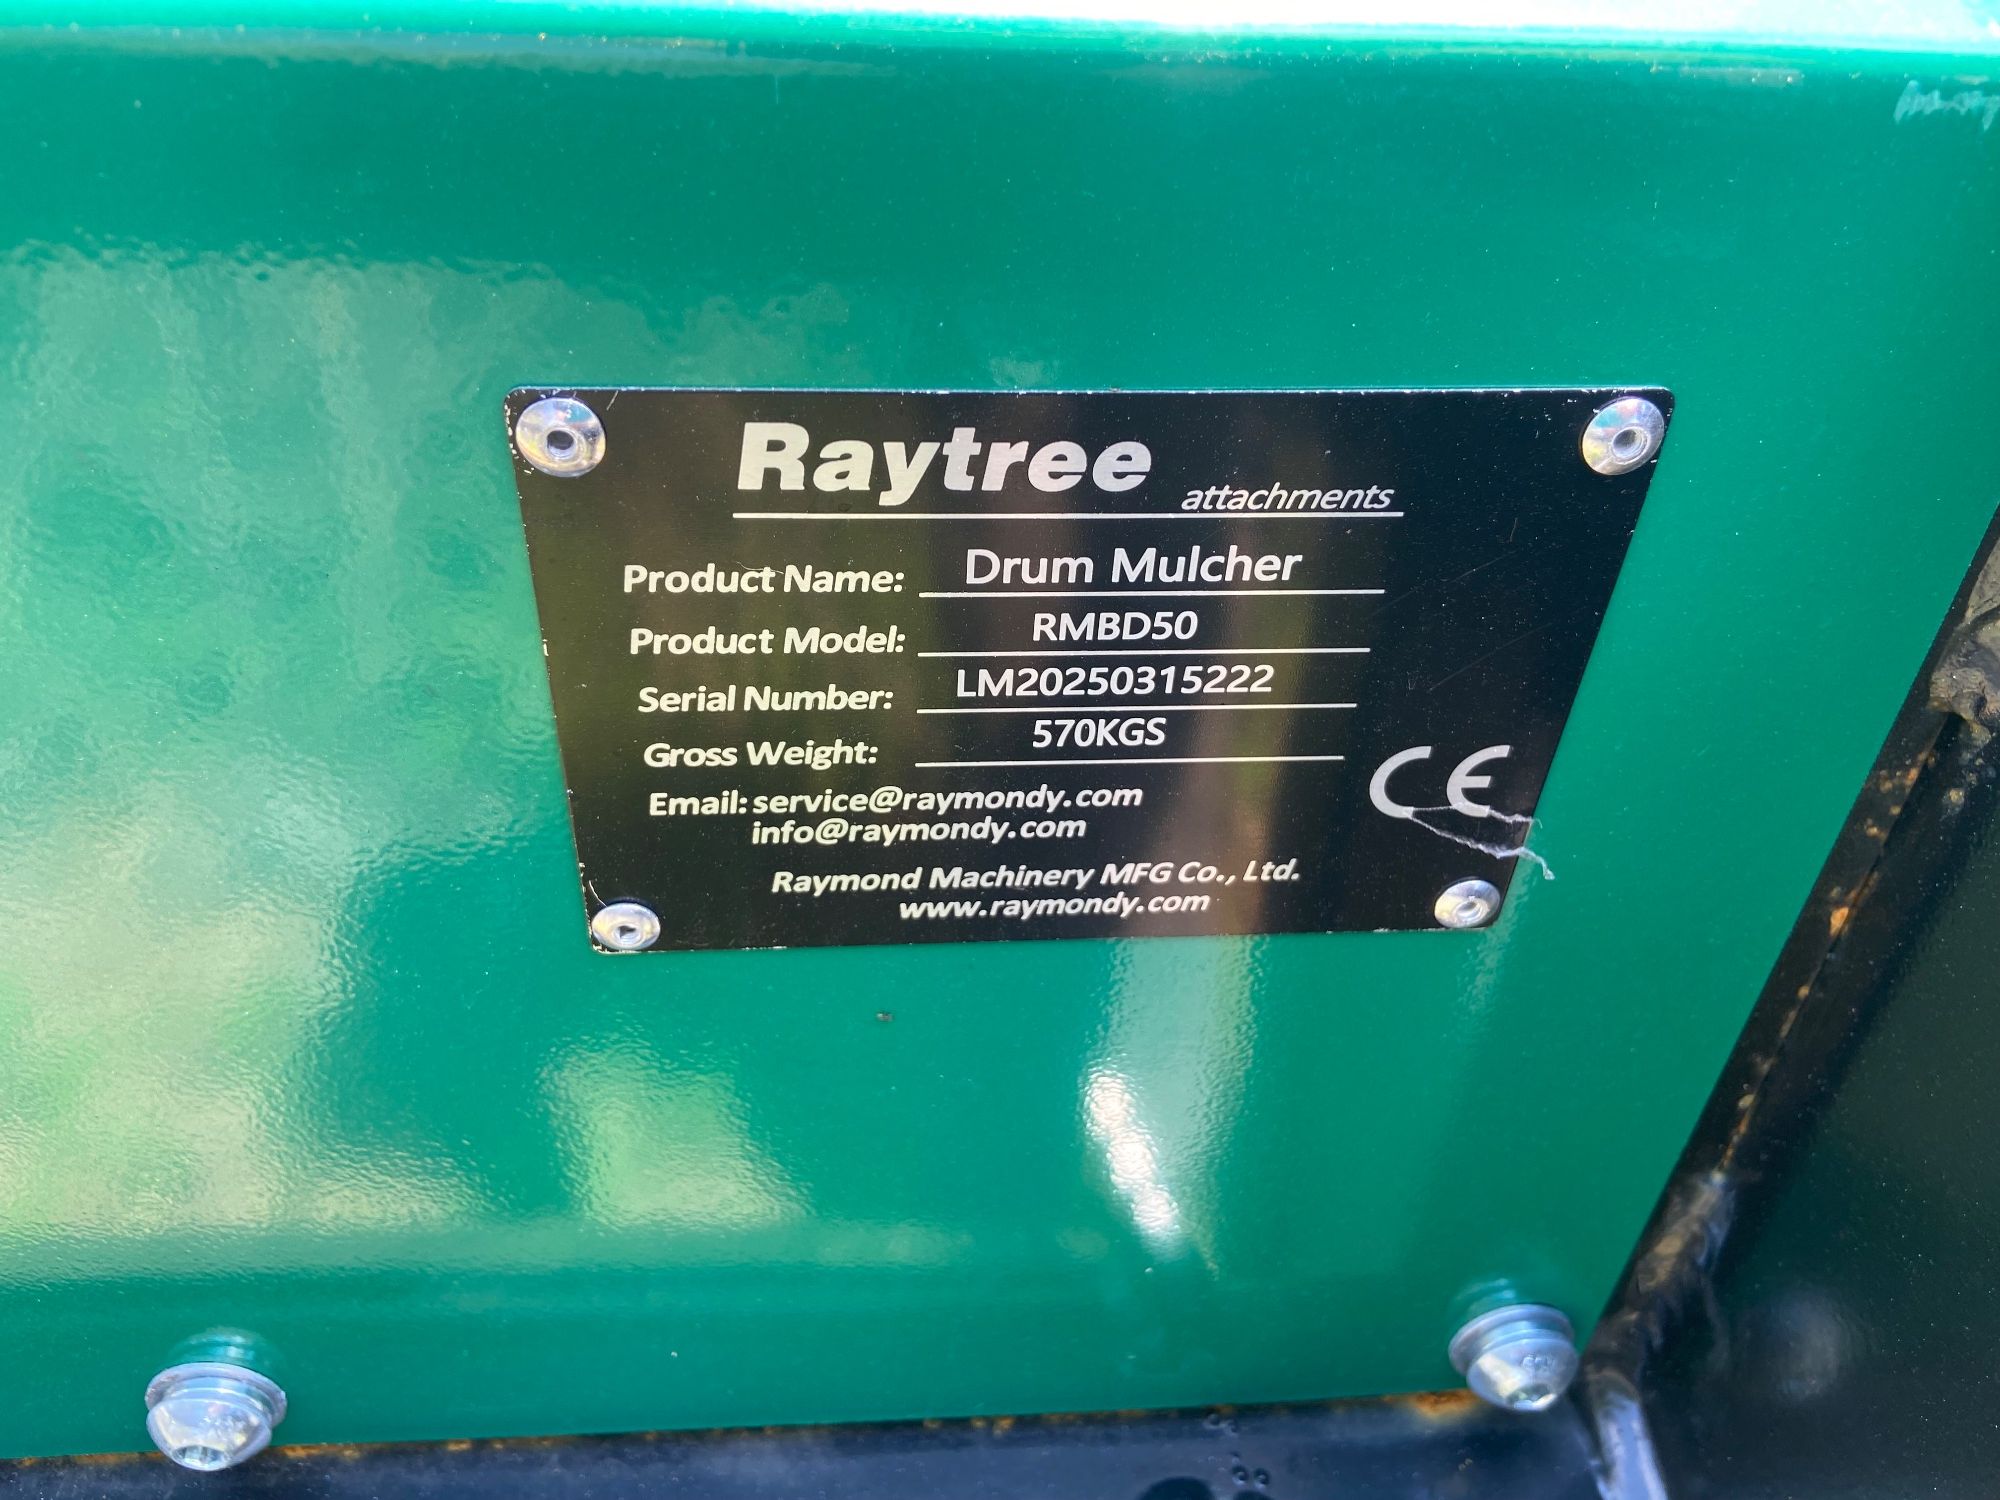 Raytree
attachments
Product Name: Drum Mulcher
Product Model: RMBD50
Serial Number: LM20250315222
Gross Weight: 570KGS
Email: service@raymondy.com
info@raymondy.com
CE
Raymond Machinery MFG Co., Ltd.
www.raymondy.com